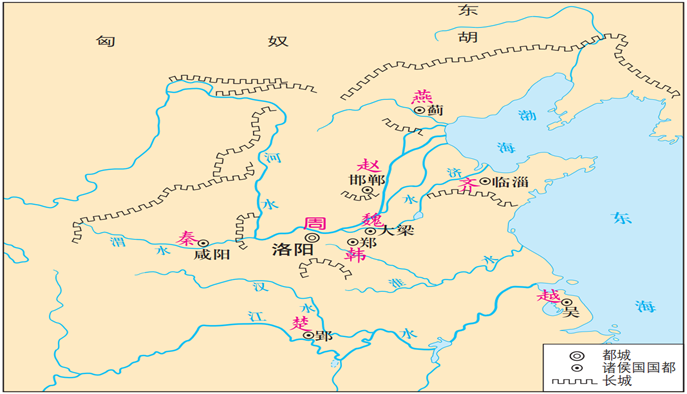 匈
奴
东
胡
燕
蓟
渤
海
赵
邯郸
河
水
济
水
齐
临淄
东
海
周
洛阳
魏
大梁
郑
韩
秦
咸阳
渭
水
淮
水
汉
水
江
水
楚
郢
越
吴
都城
诸侯国国都
长城